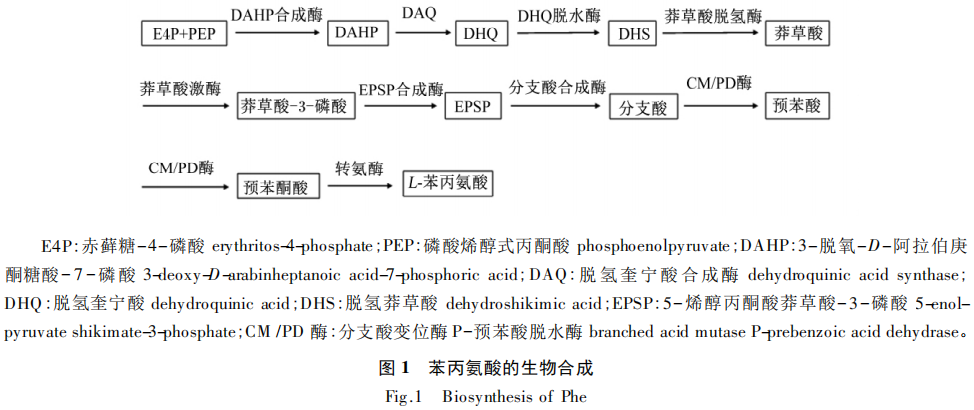 DAHP合成酶 DAQ DHQ脱水酶 莽草酸脱氢酶
E4P+PEP DAHP DHQ DHS 莽草酸
莽草酸激酶 EPSP合成酶 分支酸合成酶 CM/PD酶
莽草酸-3-磷酸 EPSP 分支酸 预苯酸
CM/PD酶 转氨酶
预苯酮酸 L-苯丙氨酸
E4P:赤藓糖-4-磷酸 erythritos-4-phosphate;PEP:磷酸烯醇式丙酮酸 phosphoenolpyruvate;DAHP:3-脱氧-D-阿拉伯庚
酮糖酸-7-磷酸 3-deoxy-D-arabinheptanoic acid-7-phosphoric acid;DAQ:脱氢奎宁酸合成酶 dehydroquinic acid synthase;
DHQ:脱氢奎宁酸 dehydroquinic acid;DHS:脱氢莽草酸 dehydroshikimic acid;EPSP:5-烯醇丙酮酸莽草酸-3-磷酸 5-enol-
pyruvate shikimate-3-phosphate;CM /PD 酶:分支酸变位酶 P-预苯酸脱水酶 branched acid mutase P-prebenzoic acid dehydrase。
图 1 苯丙氨酸的生物合成
Fig.1 Biosynthesis of Phe